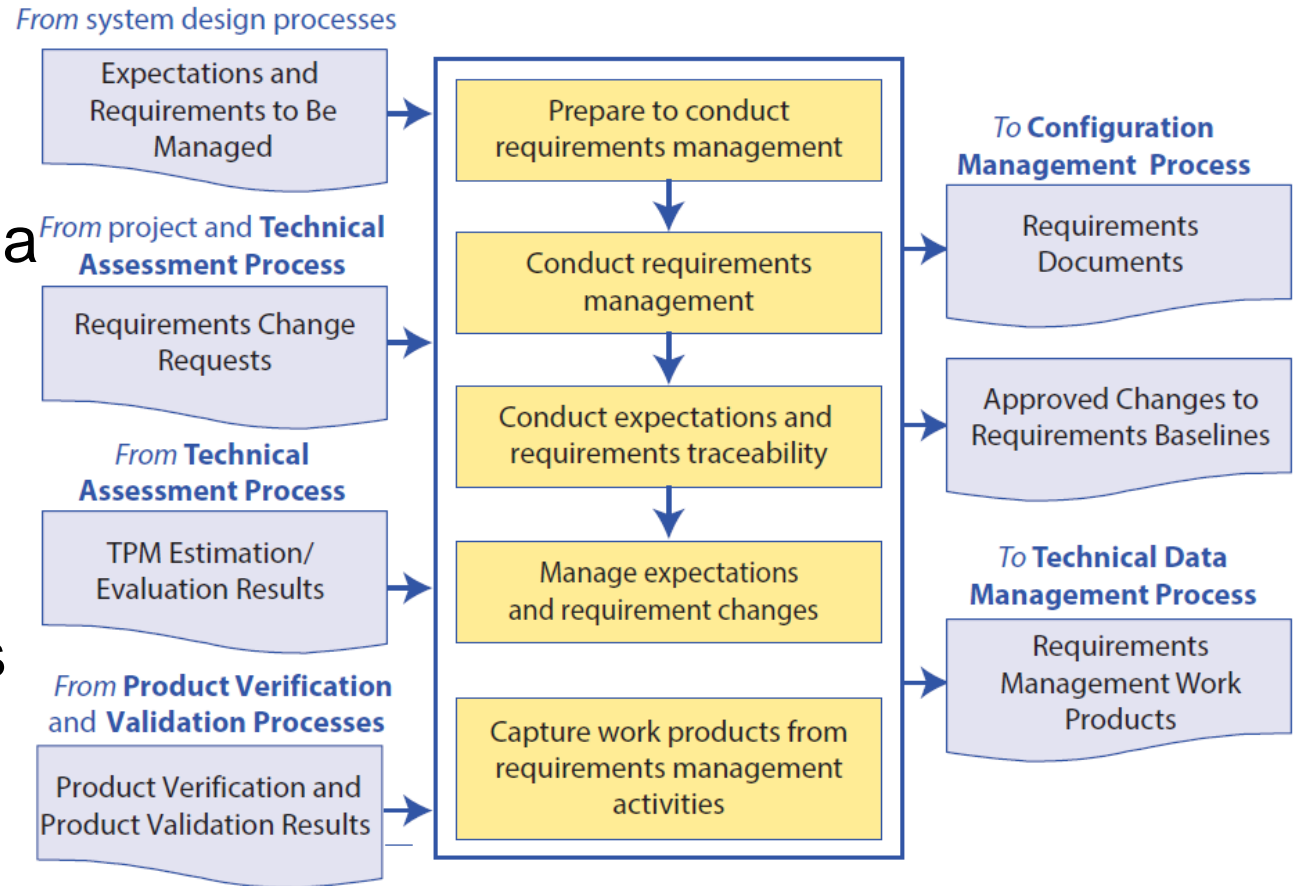 From system design processes
Expectations and
Requirements to Be
Managed
a
From project and Technical
Assessment Process
Requirements Change
Requests
From Technical
Assessment Process
TPM Estimation/
Evaluation Results
s
From Product Verification
and Validation Processes
Product Verification and
Product Validation Results
Prepare to conduct
requirements management
Conduct requirements
management
Conduct expectations and
requirements traceability
Manage expectations
and requirement changes
Capture work products from
requirements management
activities
To Configuration
Management Process
Requirements
Documents
Approved Changes to
Requirements Baselines
To Technical Data
Management Process
Requirements
Management Work
Products